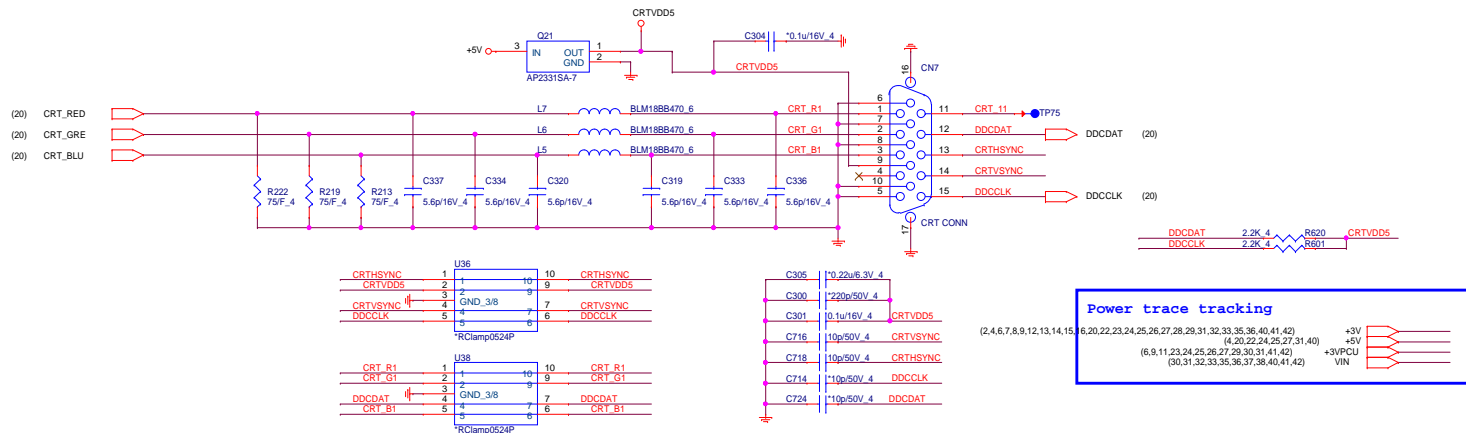 CRTVDD5
Q21
+5V
3 IN OUT 1
GND 2
AP2331SA-7
C304 *0.1u/16V_4
CRTVDD5
CN7
16
(20) CRT_RED
(20) CRT_GRE
(20) CRT_BLU
L7 BLM18BB470_6 CRT_R1
L6 BLM18BB470_6 CRT_G1
L5 BLM18BB470_6 CRT_B1
6
1
7
2
8
3
9
4
10
5
11 CRT_11 TP75
12 DDCDAT DDCDAT (20)
13 CRTHSYNC
14 CRTVSYNC
15 DDCCLK DDCCLK (20)
CRT CONN
17
R222
75/F_4
R219
75/F_4
R213
75/F_4
C337
5.6p/16V_4
C334
5.6p/16V_4
C320
5.6p/16V_4
C319
5.6p/16V_4
C333
5.6p/16V_4
C336
5.6p/16V_4
DDCDAT 2.2K_4 R620 CRTVDD5
DDCCLK 2.2K_4 R601
U36
CRTHSYNC 1 1 10 10 CRTHSYNC
CRTVDD5 2 2 9 9 CRTVDD5
3 GND_3/8
CRTVSYNC 4 4 7 7 CRTVSYNC
DDCCLK 5 5 6 6 DDCCLK
*RClamp0524P
U38
CRT_R1 1 1 10 10 CRT_R1
CRT_G1 2 2 9 9 CRT_G1
3 GND_3/8
DDCDAT 4 4 7 7 DDCDAT
CRT_B1 5 5 6 6 CRT_B1
*RClamp0524P
C305 *0.22u/6.3V_4
C300 *220p/50V_4
C301 0.1u/16V_4 CRTVDD5
C716 10p/50V_4 CRTVSYNC
C718 10p/50V_4 CRTHSYNC
C714 *10p/50V_4 DDCCLK
C724 *10p/50V_4 DDCDAT
Power trace tracking
(2,4,6,7,8,9,12,13,14,15,16,20,22,23,24,25,26,27,28,29,31,32,33,35,36,40,41,42) +3V
(4,20,22,24,25,27,31,40) +5V
(6,9,11,23,24,25,26,27,29,30,31,41,42) +3VPCU
(30,31,32,33,35,36,37,38,40,41,42) VIN